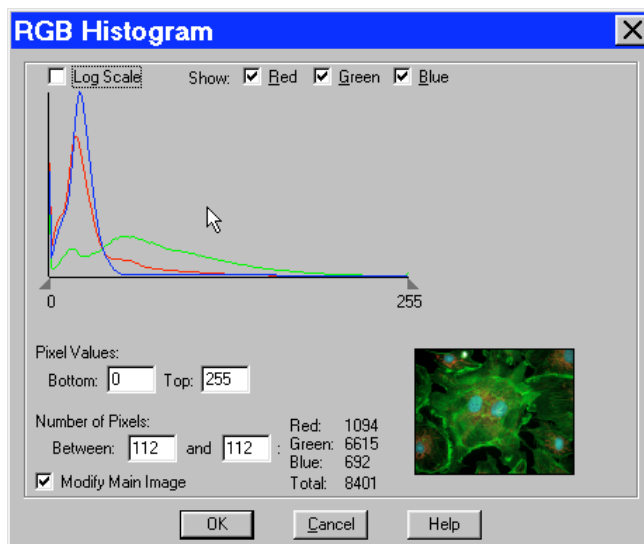 RGB Histogram
Log Scale Show: Red Green Blue
0 255
Pixel Values:
Bottom: 0 Top: 255
Number of Pixels:
Between: 112 and 112 :
Red: 1094
Green: 6615
Blue: 692
Total: 8401
Modify Main Image
OK Cancel Help